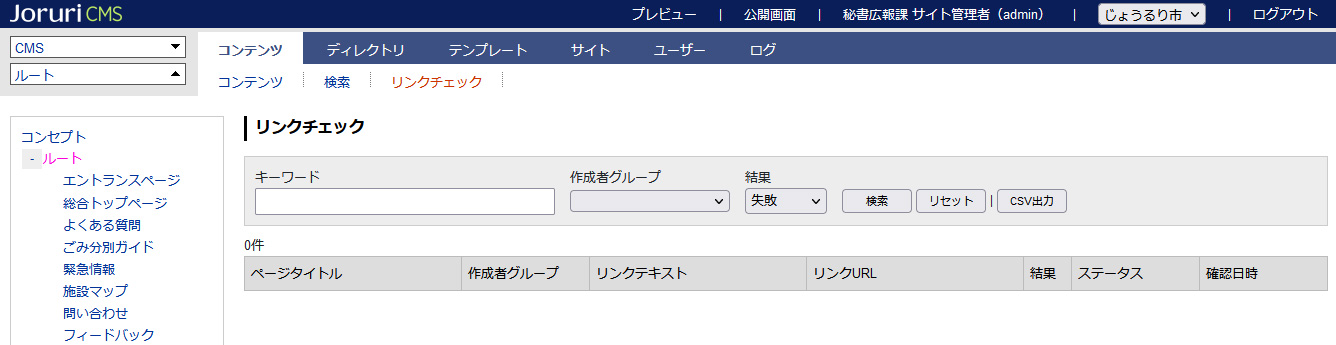 Joruri CMS
プレビュー | 公開画面 | 秘書広報課 サイト管理者（admin） | じょうるり市 | ログアウト
CMS
ルート
コンテンツ ディレクトリ テンプレート サイト ユーザー ログ
コンテンツ 検索 リンクチェック
コンセプト
- ルート
エントランスページ
総合トップページ
よくある質問
ごみ分別ガイド
緊急情報
施設マップ
問い合わせ
フィードバック
リンクチェック
キーワード 作成者グループ 結果
失敗 検索 リセット | CSV出力
0件
ページタイトル 作成者グループ リンクテキスト リンクURL 結果 ステータス 確認日時